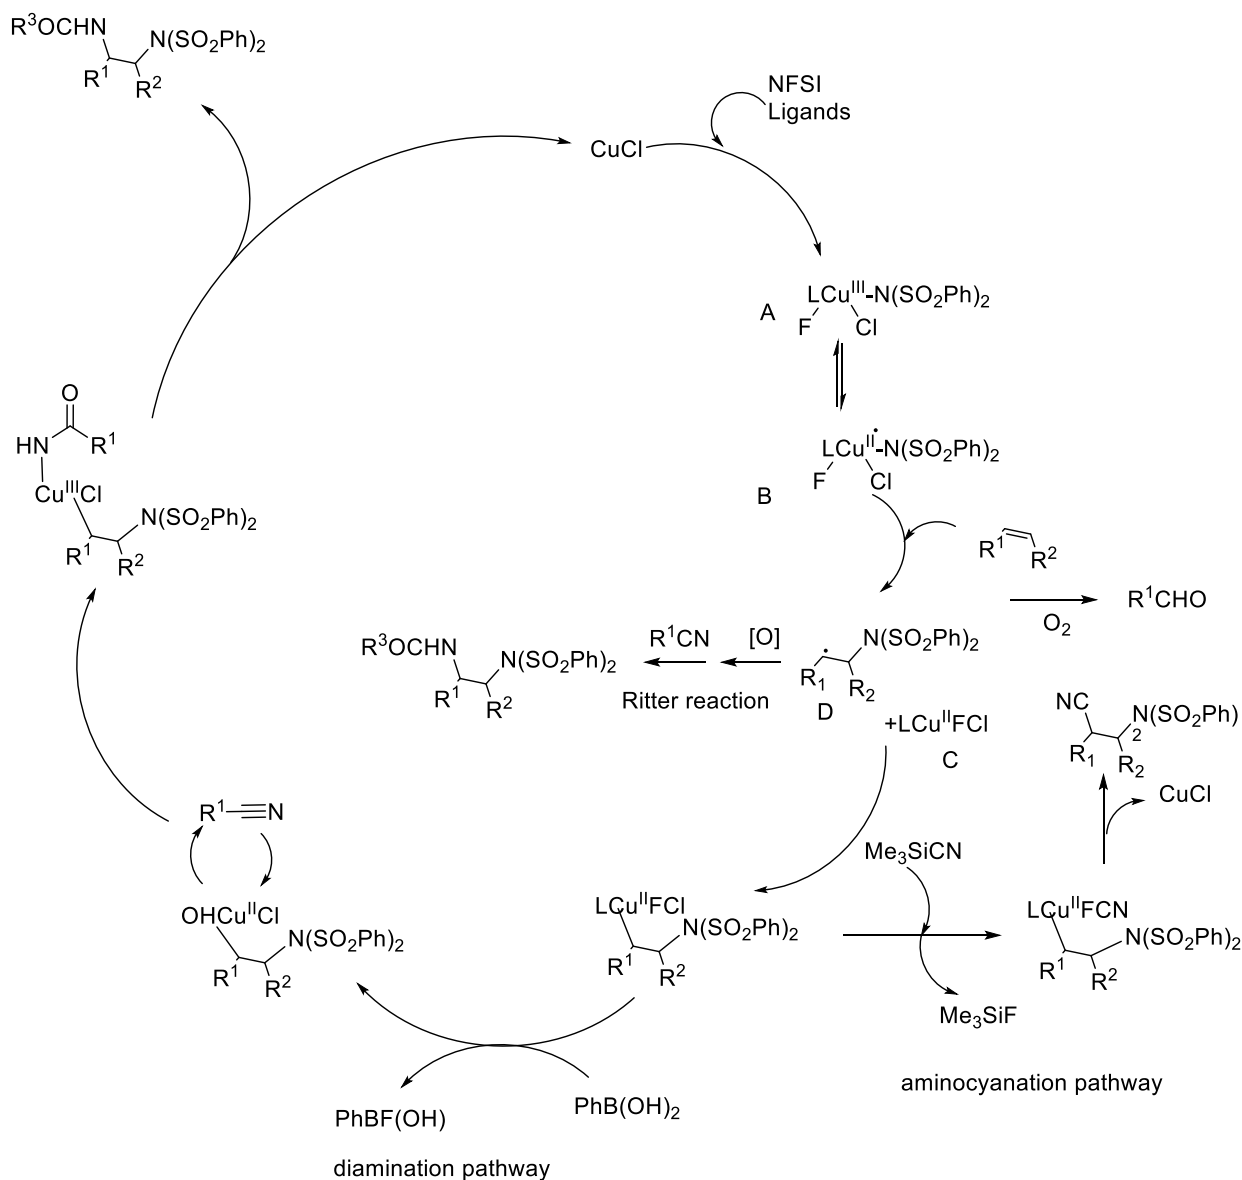 R³OCHN
N(SO₂Ph)₂
R¹
R²
NFSI
Ligands
CuCl
LCuᴵᴵᴵ-N(SO₂Ph)₂
A
F
Cl
LCuᴵᴵ-N(SO₂Ph)₂
F
Cl
B
R¹
R²
O
HN
R¹
CuᴵᴵᴵCl
N(SO₂Ph)₂
R¹
R²
R¹CHO
O₂
R³OCHN
N(SO₂Ph)₂
R¹
R²
R¹CN
[O]
Ritter reaction
N(SO₂Ph)₂
R₁
R₂
D
+LCuᴵᴵFCl
C
NC
N(SO₂Ph)
2
R₁
R₂
CuCl
R¹
N
OHCuᴵᴵCl
N(SO₂Ph)₂
R¹
R²
LCuᴵᴵFCl
N(SO₂Ph)₂
R¹
R²
Me₃SiCN
Me₃SiF
LCuᴵᴵFCN
N(SO₂Ph)₂
R¹
R²
aminocyanation pathway
PhBF(OH)
PhB(OH)₂
diamination pathway